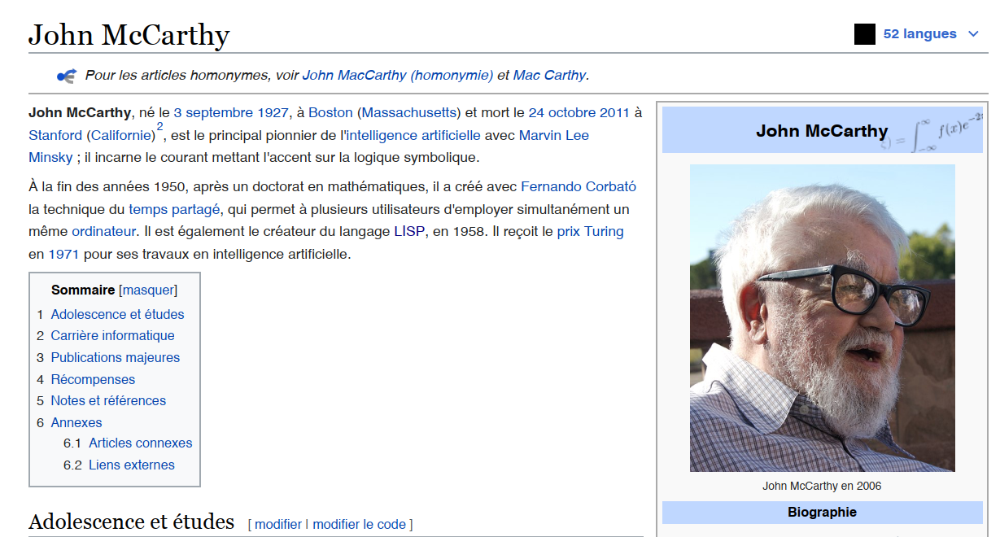 John McCarthy
52 langues
Pour les articles homonymes, voir John MacCarthy (homonymie) et Mac Carthy.
John McCarthy, né le 3 septembre 1927, à Boston (Massachusetts) et mort le 24 octobre 2011 à
Stanford (Californie)2, est le principal pionnier de l'intelligence artificielle avec Marvin Lee
Minsky ; il incarne le courant mettant l'accent sur la logique symbolique.
À la fin des années 1950, après un doctorat en mathématiques, il a créé avec Fernando Corbató
la technique du temps partagé, qui permet à plusieurs utilisateurs d'employer simultanément un
même ordinateur. Il est également le créateur du langage LISP, en 1958. Il reçoit le prix Turing
en 1971 pour ses travaux en intelligence artificielle.
Sommaire [masquer]
1 Adolescence et études
2 Carrière informatique
3 Publications majeures
4 Récompenses
5 Notes et références
6 Annexes
6.1 Articles connexes
6.2 Liens externes
Adolescence et études [ modifier | modifier le code ]
John McCarthy
John McCarthy en 2006
Biographie